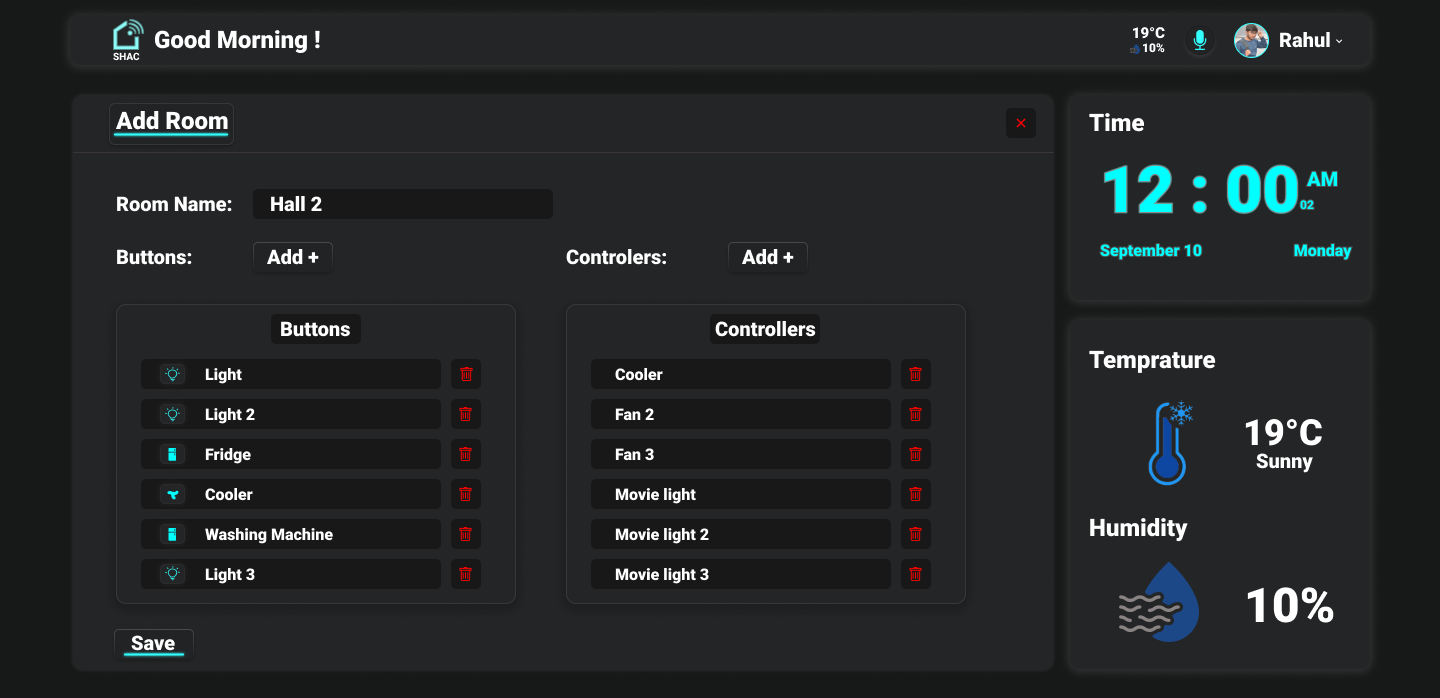 SHAC
Good Morning !
19°C
10%
Rahul
Add Room
Room Name:
Hall 2
Buttons:
Add +
Controlers:
Add +
Buttons
Light
Light 2
Fridge
Cooler
Washing Machine
Light 3
Controllers
Cooler
Fan 2
Fan 3
Movie light
Movie light 2
Movie light 3
Save
Time
12 : 00 AM
02
September 10
Monday
Temprature
19°C
Sunny
Humidity
10%